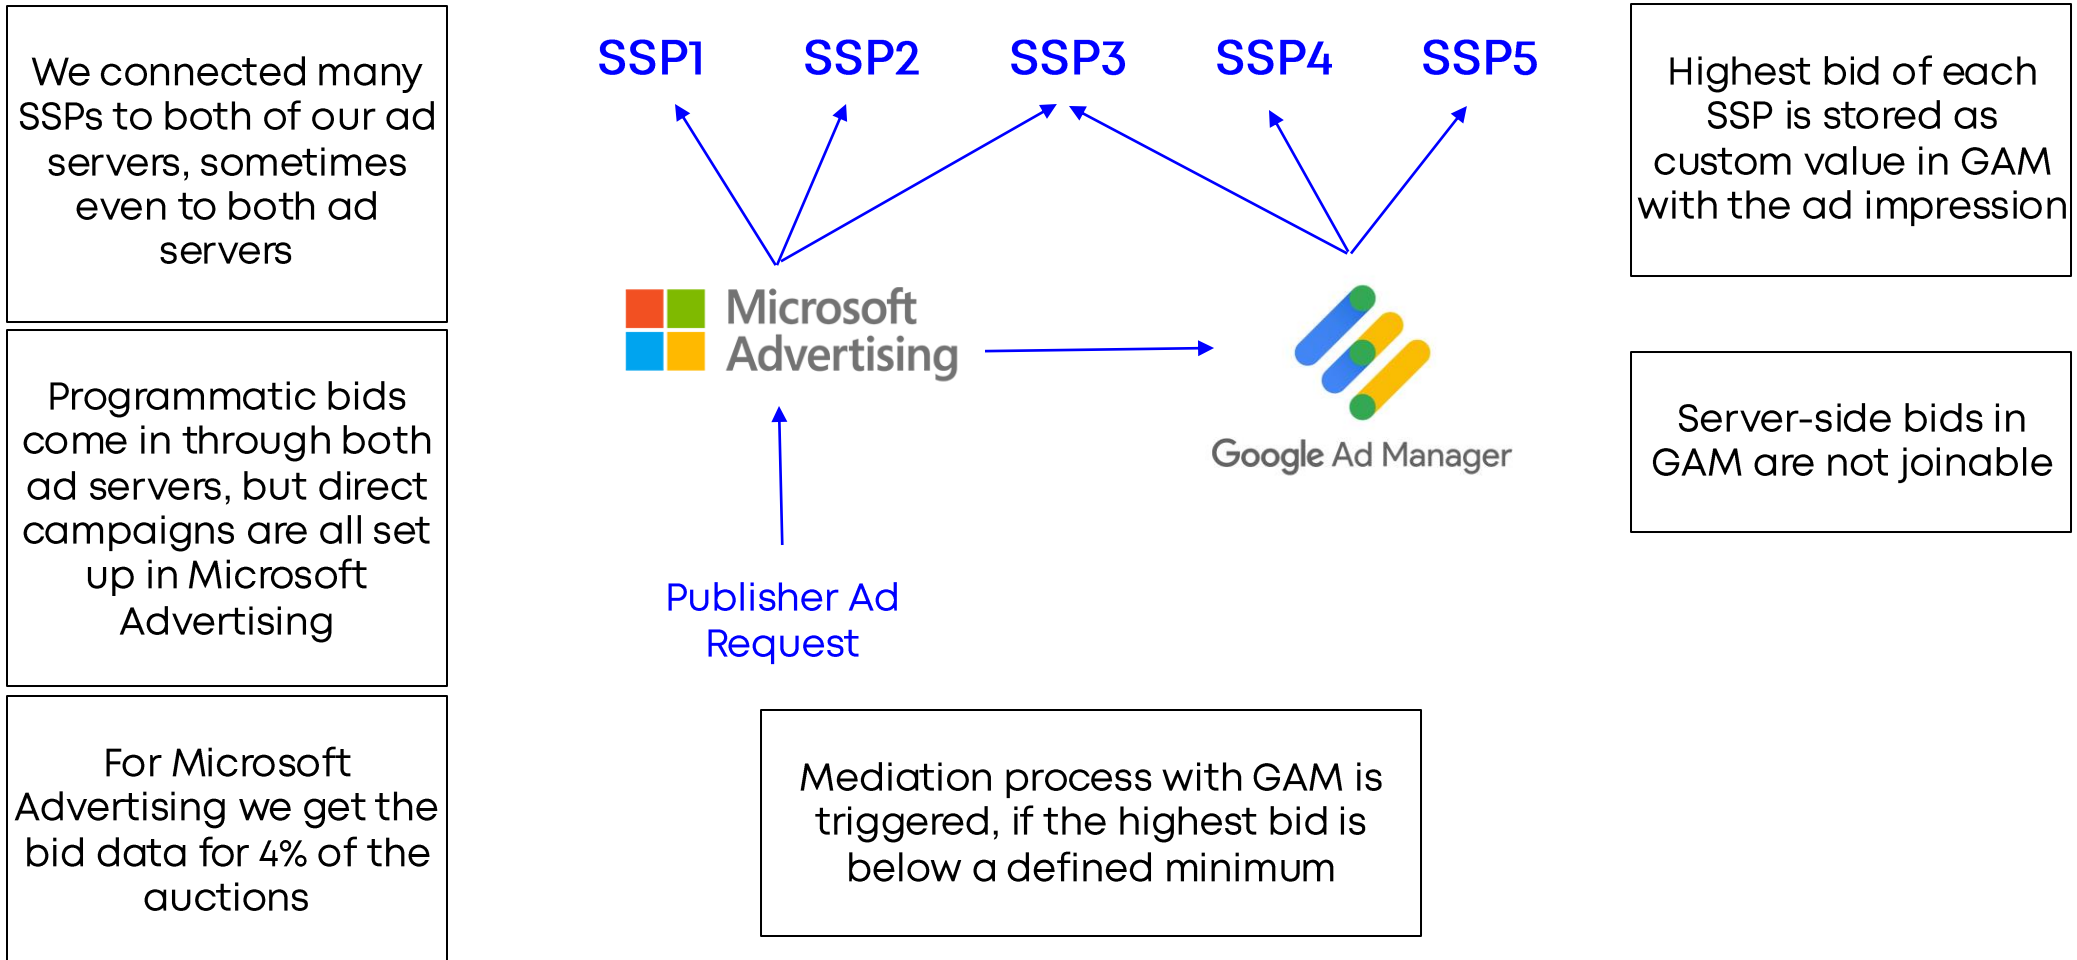 We connected many
SSPs to both of our ad
servers, sometimes
even to both ad
servers
Programmatic bids
come in through both
ad servers, but direct
campaigns are all set
up in Microsoft
Advertising
For Microsoft
Advertising we get the
bid data for 4% of the
auctions
SSP1 SSP2 SSP3 SSP4 SSP5
Microsoft
Advertising
Google Ad Manager
Publisher Ad
Request
Mediation process with GAM is
triggered, if the highest bid is
below a defined minimum
Highest bid of each
SSP is stored as
custom value in GAM
with the ad impression
Server-side bids in
GAM are not joinable